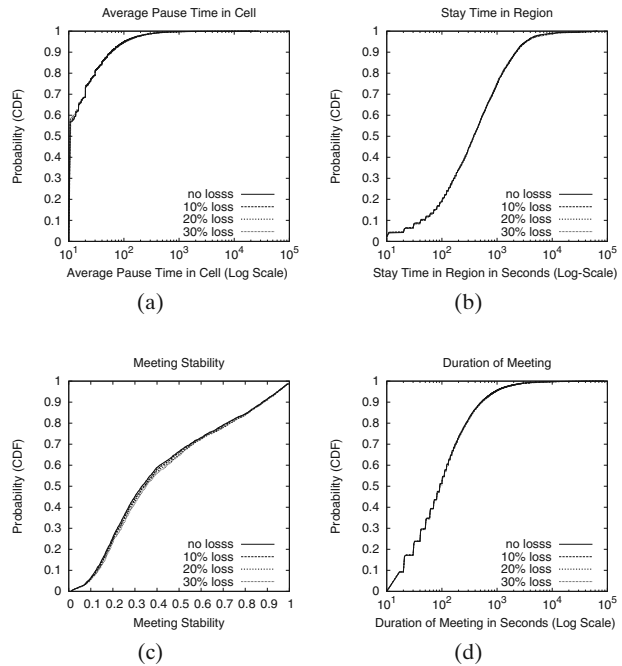 Average Pause Time in Cell
Probability (CDF)
1
0.9
0.8
0.7
0.6
0.5
0.4
0.3
0.2
0.1
0
no losss
10% loss
20% loss
30% loss
10^1 10^2 10^3 10^4 10^5
Average Pause Time in Cell (Log Scale)
(a)
Stay Time in Region
Probability (CDF)
1
0.9
0.8
0.7
0.6
0.5
0.4
0.3
0.2
0.1
0
no losss
10% loss
20% loss
30% loss
10^1 10^2 10^3 10^4 10^5
Stay Time in Region in Seconds (Log-Scale)
(b)
Meeting Stability
Probability (CDF)
1
0.9
0.8
0.7
0.6
0.5
0.4
0.3
0.2
0.1
0
no losss
10% loss
20% loss
30% loss
0 0.1 0.2 0.3 0.4 0.5 0.6 0.7 0.8 0.9 1
Meeting Stability
(c)
Duration of Meeting
Probability (CDF)
1
0.9
0.8
0.7
0.6
0.5
0.4
0.3
0.2
0.1
0
no losss
10% loss
20% loss
30% loss
10^1 10^2 10^3 10^4 10^5
Duration of Meeting in Seconds (Log Scale)
(d)